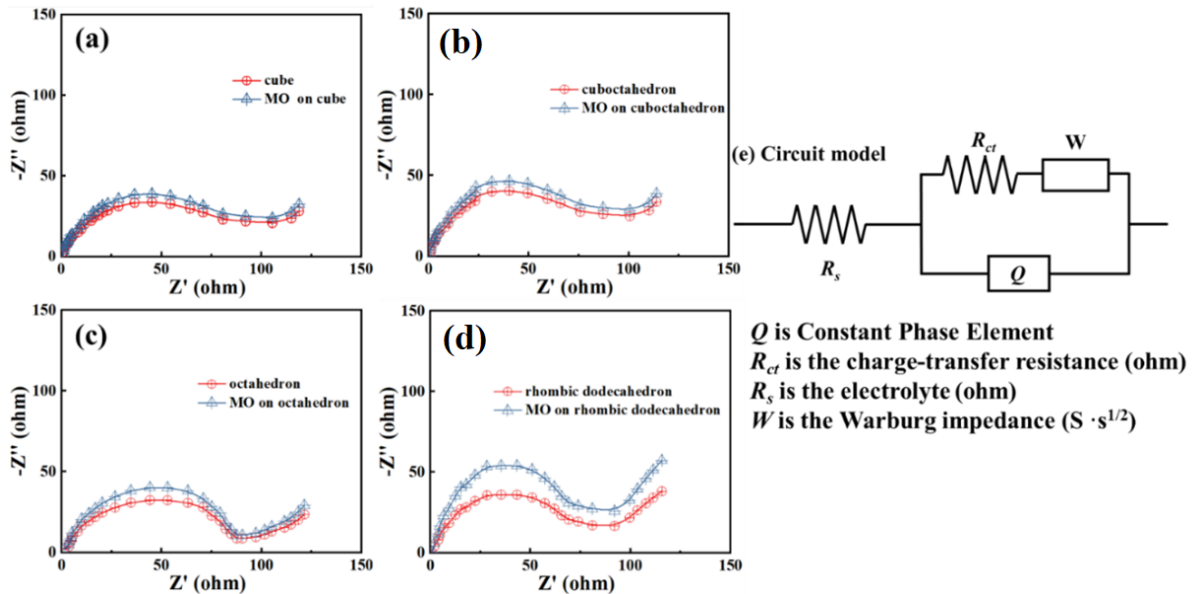 (a)
150
100
50
0
-Z'' (ohm)
cube
MO on cube
0 50 100 150
Z' (ohm)
(b)
150
100
50
0
-Z'' (ohm)
cuboctahedron
MO on cuboctahedron
0 50 100 150
Z' (ohm)
(c)
150
100
50
0
-Z'' (ohm)
octahedron
MO on octahedron
0 50 100 150
Z' (ohm)
(d)
150
100
50
0
-Z'' (ohm)
rhombic dodecahedron
MO on rhombic dodecahedron
0 50 100 150
Z' (ohm)
(e) Circuit model
Rct
W
Rs
Q
Q is Constant Phase Element
Rct is the charge-transfer resistance (ohm)
Rs is the electrolyte (ohm)
W is the Warburg impedance (S ·s1/2)